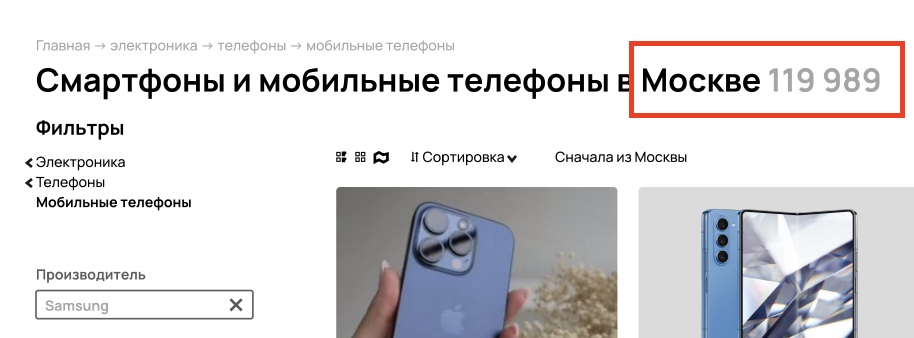 Главная → электроника → телефоны → мобильные телефоны
Смартфоны и мобильные телефоны в Москве 119 989
Фильтры
Электроника
Телефоны
Мобильные телефоны
Сортировка
Сначала из Москвы
Производитель
Samsung